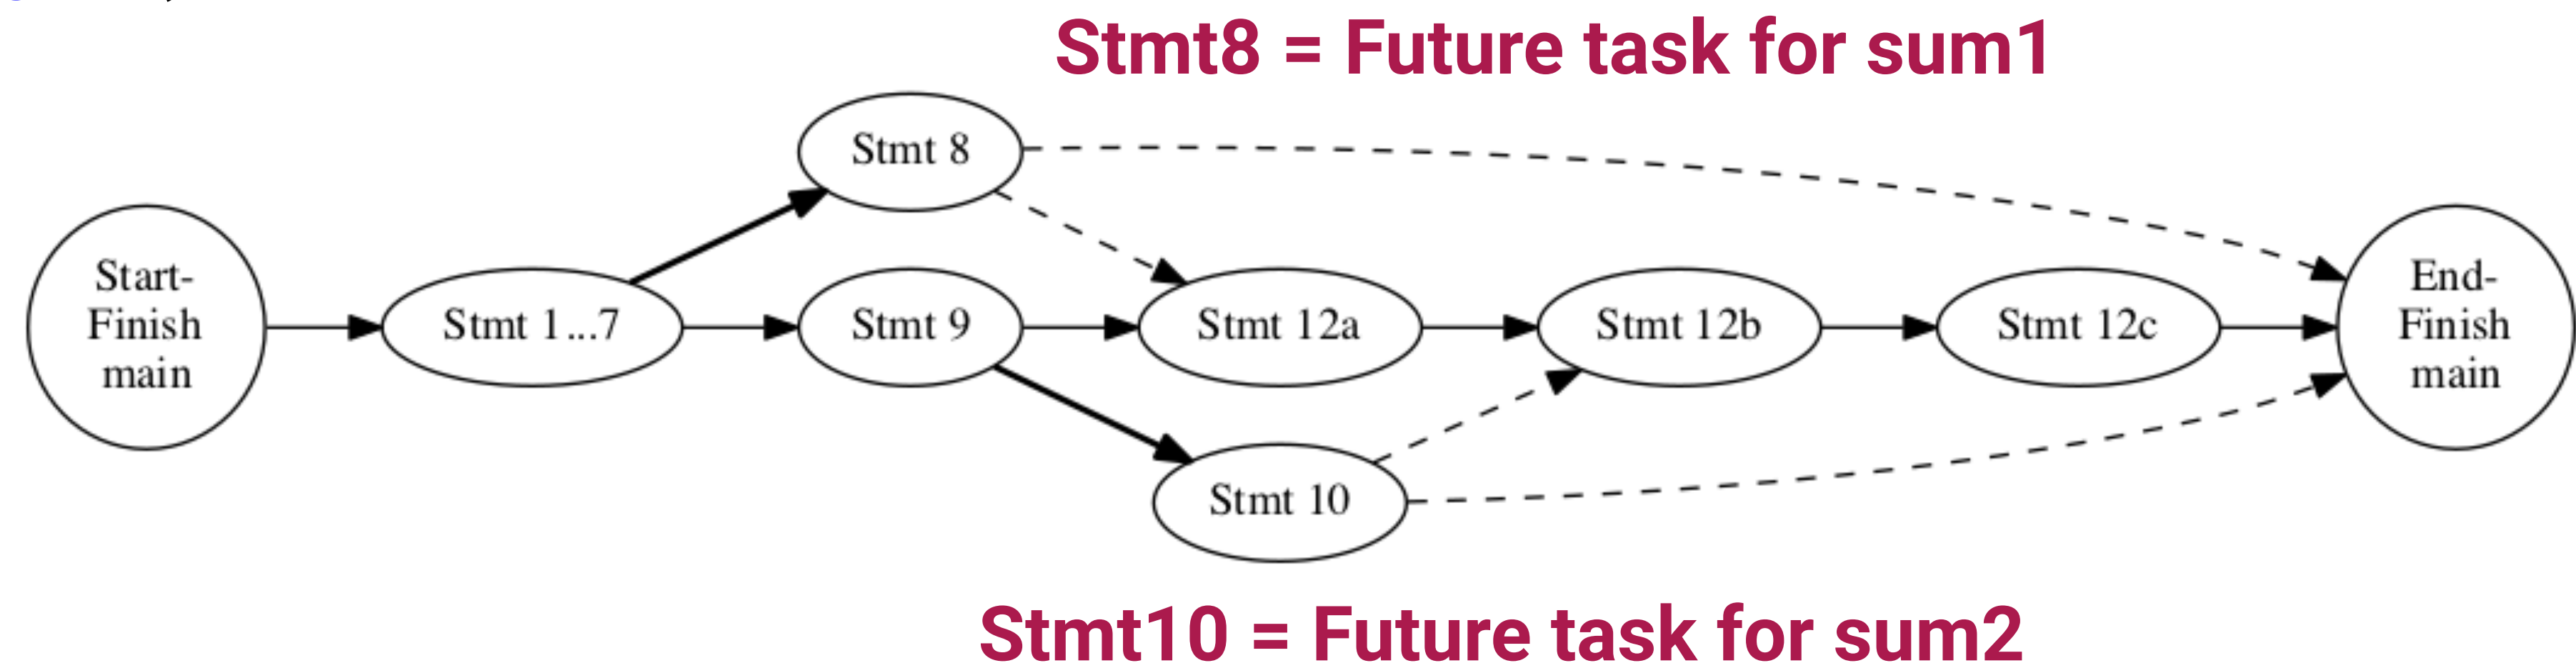 Stmt8 = Future task for sum1
Stmt 8
Start-
Finish
main
Stmt 1...7
Stmt 9
Stmt 12a
Stmt 12b
Stmt 12c
End-
Finish
main
Stmt 10
Stmt10 = Future task for sum2